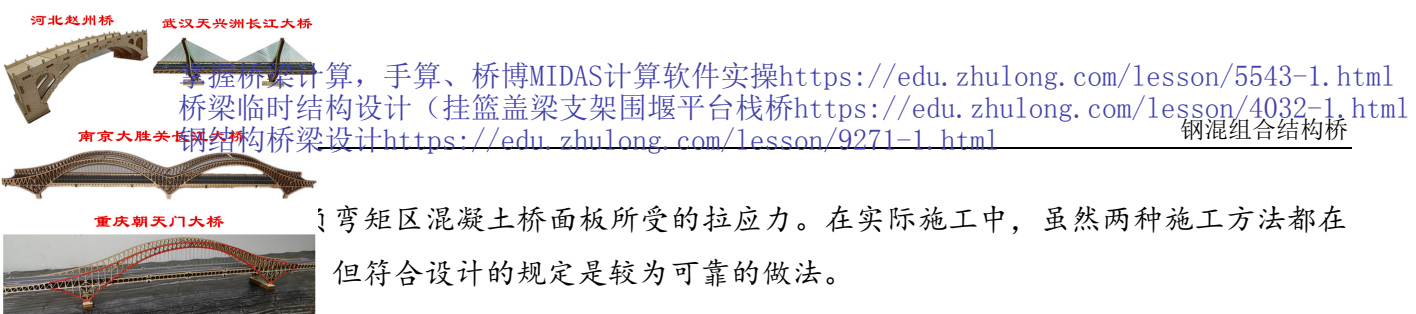 河北赵州桥
武汉天兴洲长江大桥
掌握桥梁计算，手算、桥博MIDAS计算软件实操https://edu.zhulong.com/lesson/5543-1.html
桥梁临时结构设计（挂篮盖梁支架围堰平台栈桥https://edu.zhulong.com/lesson/4032-1.html
钢结构桥梁设计https://edu.zhulong.com/lesson/9271-1.html
钢混组合结构桥
南京大胜关长江大桥
重庆朝天门大桥
弯矩区混凝土桥面板所受的拉应力。在实际施工中，虽然两种施工方法都在
但符合设计的规定是较为可靠的做法。